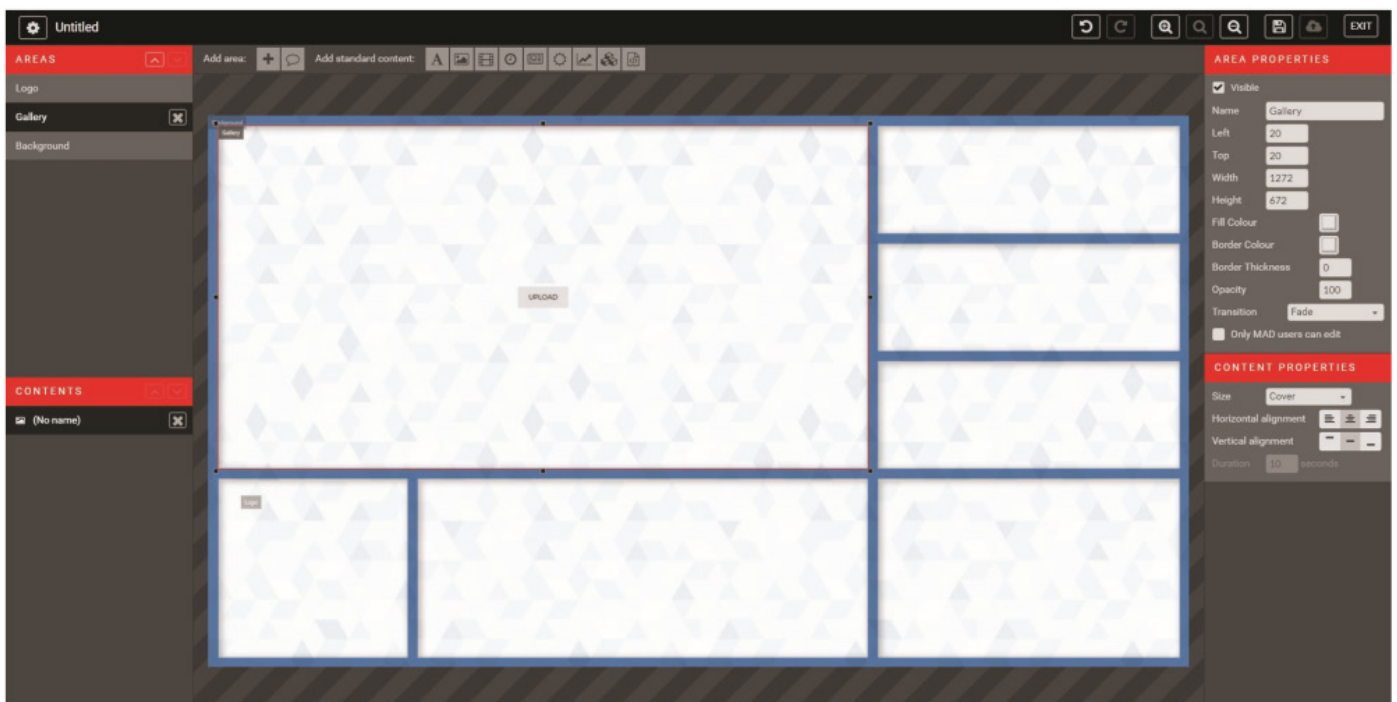 Untitled
EXIT
AREAS
Logo
Gallery
Background
Add area:
Add standard content:
A
Background
Gallery
UPLOAD
Logo
CONTENTS
(No name)
AREA PROPERTIES
Visible
Name Gallery
Left 20
Top 20
Width 1272
Height 672
Fill Colour
Border Colour
Border Thickness 0
Opacity 100
Transition Fade
Only MAD users can edit
CONTENT PROPERTIES
Size Cover
Horizontal alignment
Vertical alignment
Duration 10 seconds